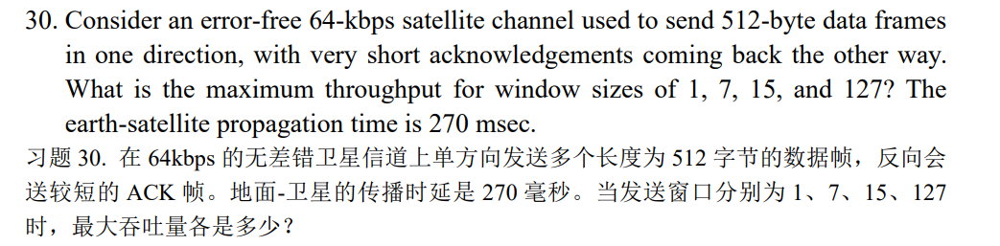 30. Consider an error-free 64-kbps satellite channel used to send 512-byte data frames
in one direction, with very short acknowledgements coming back the other way.
What is the maximum throughput for window sizes of 1, 7, 15, and 127? The
earth-satellite propagation time is 270 msec.
习题 30. 在 64kbps 的无差错卫星信道上单方向发送多个长度为 512 字节的数据帧，反向会
送较短的 ACK 帧。地面-卫星的传播时延是 270 毫秒。当发送窗口分别为 1、7、15、127
时，最大吞吐量各是多少？